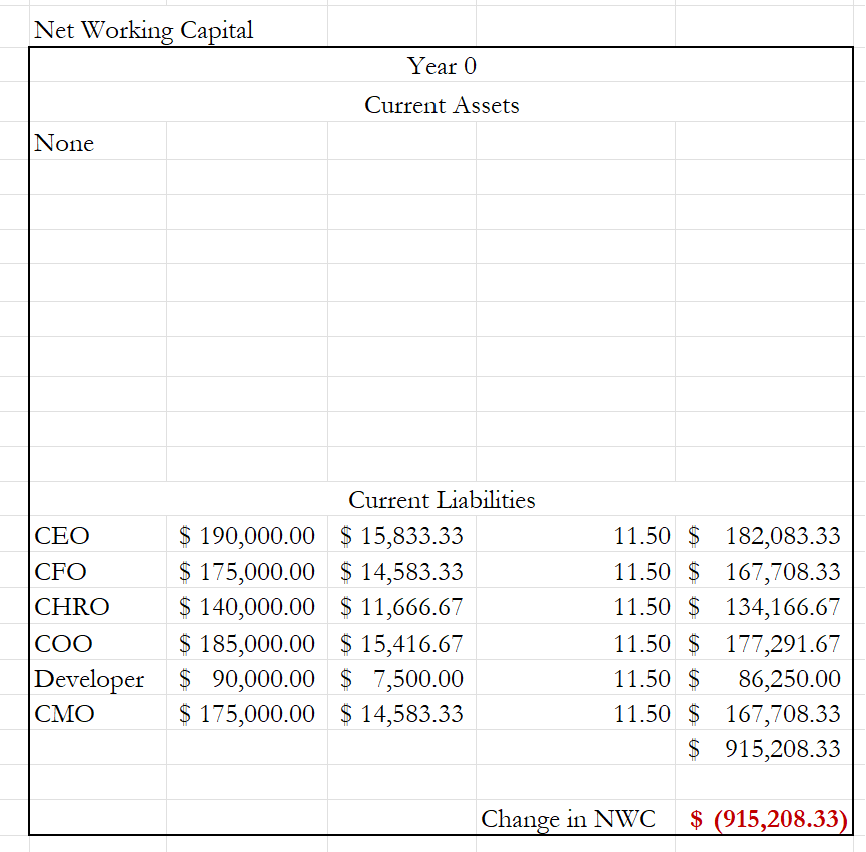 Net Working Capital
Year 0
Current Assets
None
Current Liabilities
CEO $ 190,000.00 $ 15,833.33 11.50 $ 182,083.33
CFO $ 175,000.00 $ 14,583.33 11.50 $ 167,708.33
CHRO $ 140,000.00 $ 11,666.67 11.50 $ 134,166.67
COO $ 185,000.00 $ 15,416.67 11.50 $ 177,291.67
Developer $ 90,000.00 $ 7,500.00 11.50 $ 86,250.00
CMO $ 175,000.00 $ 14,583.33 11.50 $ 167,708.33
$ 915,208.33
Change in NWC $ (915,208.33)